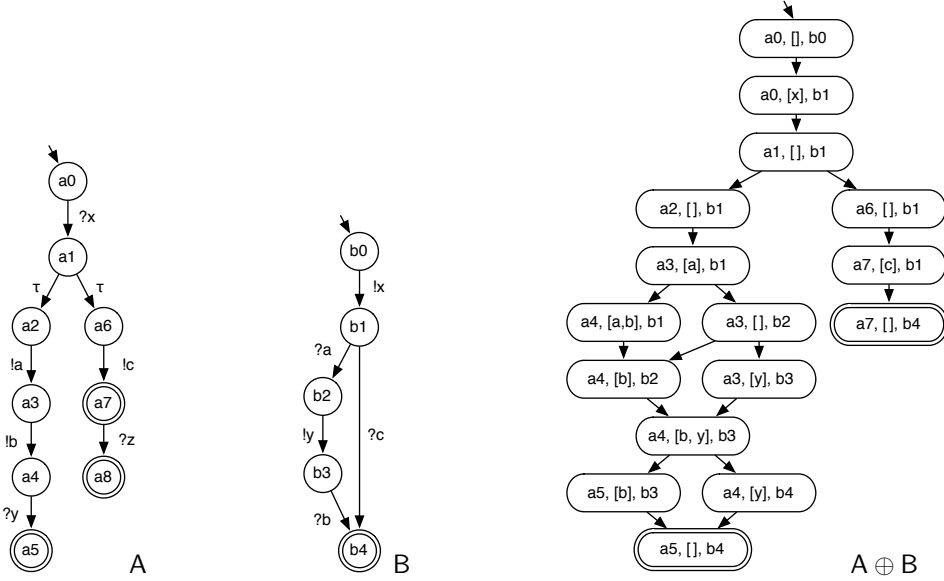 a0
?x
a1
τ τ
a2 a6
!a !c
a3 a7
!b ?z
a4 a8
?y
a5
A
b0
!x
b1
?a
b2
!y ?c
b3
?b
b4
B
a0, [], b0
a0, [x], b1
a1, [], b1
a2, [], b1 a6, [], b1
a3, [a], b1 a7, [c], b1
a4, [a,b], b1 a3, [], b2 a7, [], b4
a4, [b], b2 a3, [y], b3
a4, [b, y], b3
a5, [b], b3 a4, [y], b4
a5, [], b4
A ⊕ B